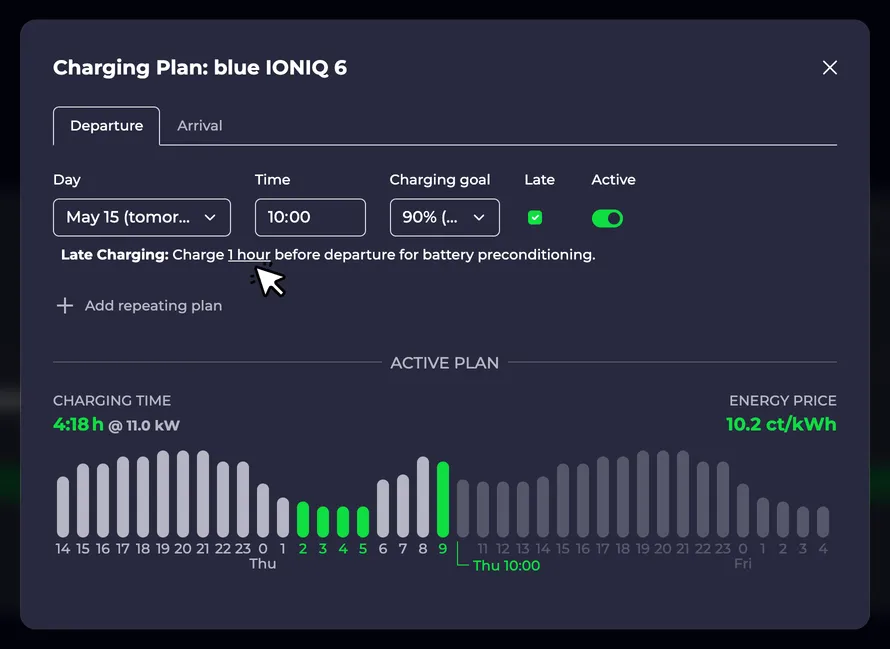 Charging Plan: blue IONIQ 6
Departure Arrival
Day Time Charging goal Late Active
May 15 (tomor... 10:00 90% (...
Late Charging: Charge 1 hour before departure for battery preconditioning.
Add repeating plan
ACTIVE PLAN
CHARGING TIME ENERGY PRICE
4:18 h @ 11.0 kW 10.2 ct/kWh
14 15 16 17 18 19 20 21 22 23 0 1 2 3 4 5 6 7 8 9 11 12 13 14 15 16 17 18 19 20 21 22 23 0 1 2 3 4
Thu Thu 10:00 Fri